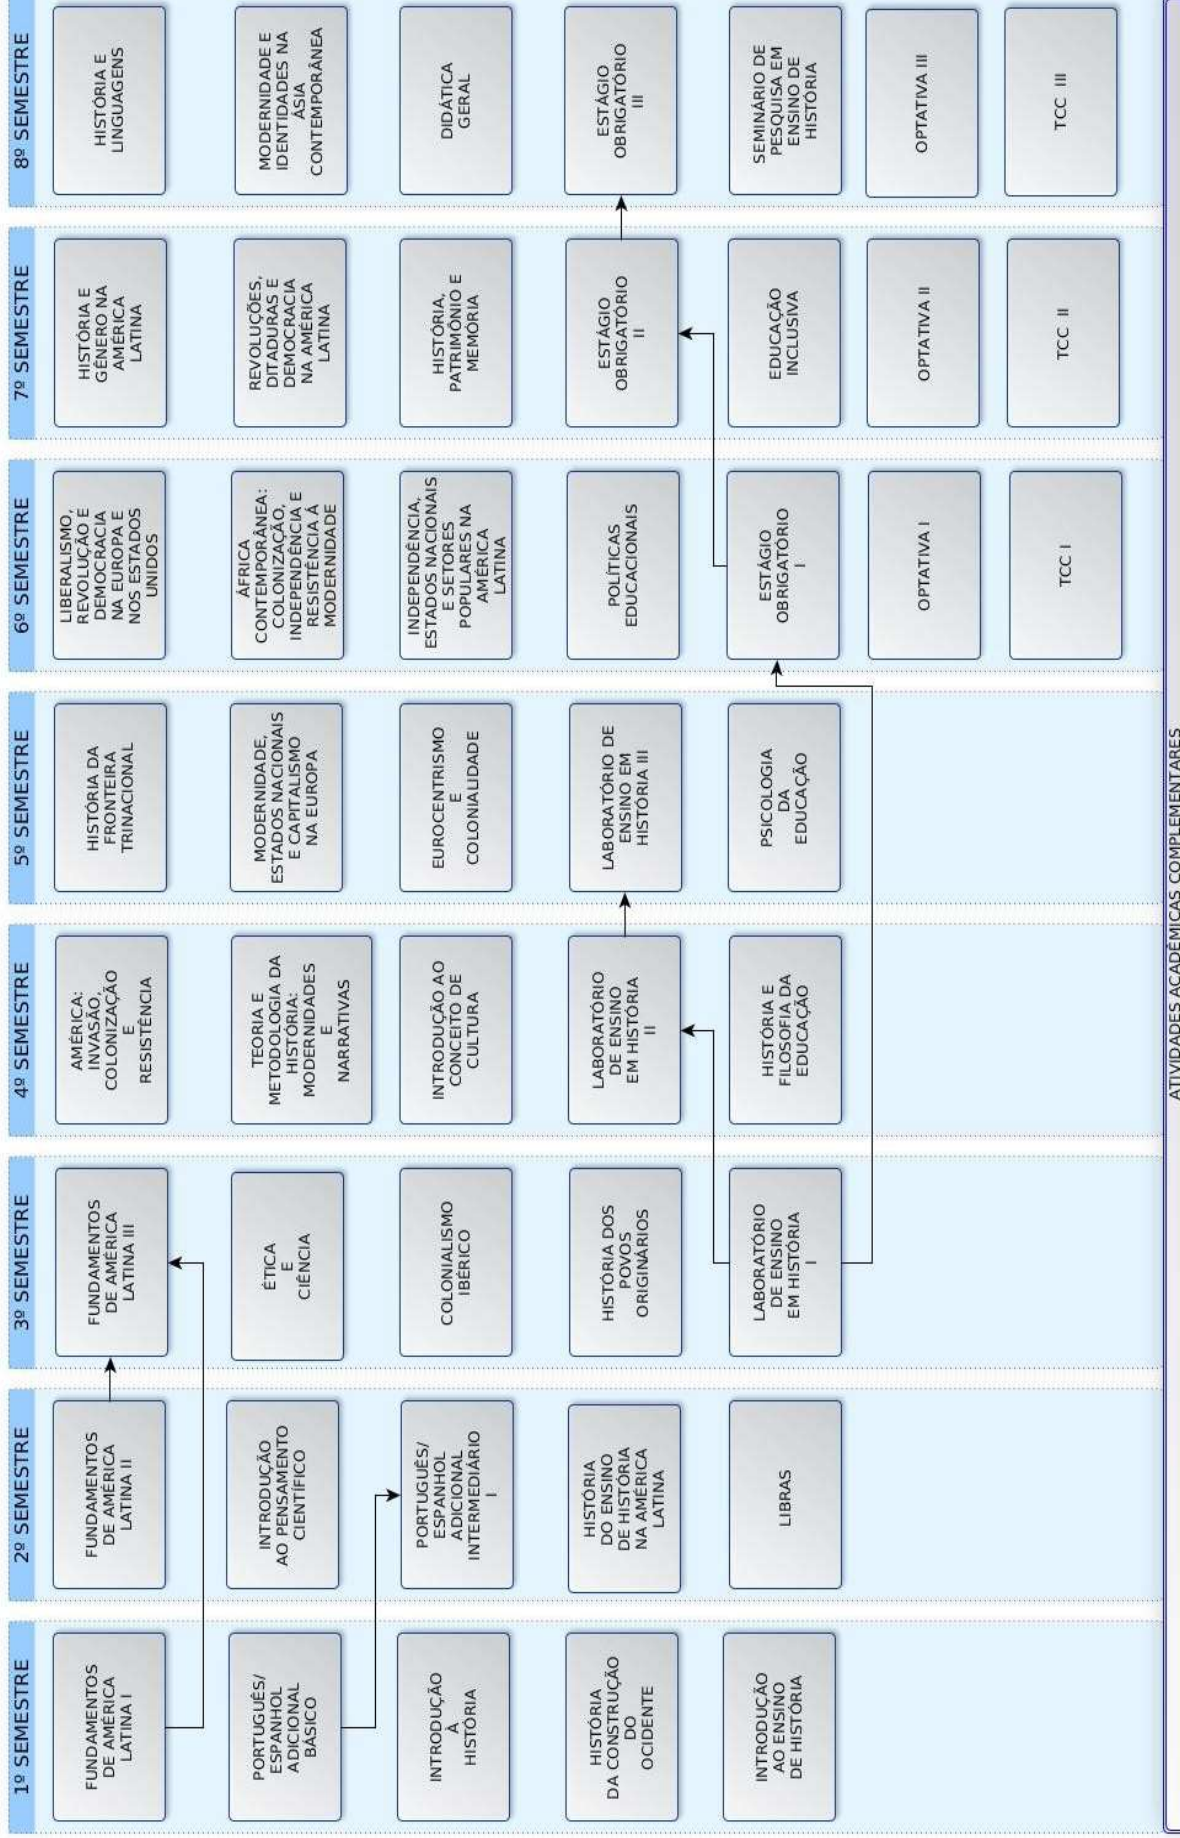 1º SEMESTRE
FUNDAMENTOS
DE AMÉRICA
LATINA I
PORTUGUÊS/
ESPANHOL
ADICIONAL
BÁSICO
INTRODUÇÃO
À
HISTÓRIA
HISTÓRIA
DA CONSTRUÇÃO
DO
OCIDENTE
INTRODUÇÃO
AO ENSINO
DE HISTÓRIA
2º SEMESTRE
FUNDAMENTOS
DE AMÉRICA
LATINA II
INTRODUÇÃO
AO PENSAMENTO
CIENTÍFICO
PORTUGUÊS/
ESPANHOL
ADICIONAL
INTERMEDIÁRIO
I
HISTÓRIA
DO ENSINO
DE HISTÓRIA
NA AMÉRICA
LATINA
LIBRAS
3º SEMESTRE
FUNDAMENTOS
DE AMÉRICA
LATINA III
ÉTICA
E
CIÊNCIA
COLONIALISMO
IBÉRICO
HISTÓRIA DOS
POVOS
ORIGINÁRIOS
LABORATÓRIO
DE ENSINO
EM HISTÓRIA
I
4º SEMESTRE
AMÉRICA:
INVASÃO,
COLONIZAÇÃO
E
RESISTÊNCIA
TEORIA E
METODOLOGIA DA
HISTÓRIA:
MODERNIDADES
E
NARRATIVAS
INTRODUÇÃO AO
CONCEITO DE
CULTURA
LABORATÓRIO
DE ENSINO
EM HISTÓRIA
II
HISTÓRIA E
FILOSOFIA DA
EDUCAÇÃO
5º SEMESTRE
HISTÓRIA DA
FRONTEIRA
TRINACIONAL
MODERNIDADE,
ESTADOS NACIONAIS
E CAPITALISMO
NA EUROPA
EUROCENTRISMO
E
COLONIALIDADE
LABORATÓRIO DE
ENSINO EM
HISTÓRIA III
PSICOLOGIA
DA
EDUCAÇÃO
6º SEMESTRE
LIBERALISMO,
REVOLUÇÃO E
DEMOCRACIA
NA EUROPA E
NOS ESTADOS
UNIDOS
ÁFRICA
CONTEMPORÂNEA:
COLONIZAÇÃO,
INDEPENDÊNCIA E
RESISTÊNCIA Á
MODERNIDADE
INDEPENDÊNCIA,
ESTADOS NACIONAIS
E SETORES
POPULARES NA
AMÉRICA
LATINA
POLÍTICAS
EDUCACIONAIS
ESTÁGIO
OBRIGATÓRIO
I
OPTATIVA I
TCC I
7º SEMESTRE
HISTÓRIA E
GÊNERO NA
AMÉRICA
LATINA
REVOLUÇÕES,
DITADURAS E
DEMOCRACIA
NA AMÉRICA
LATINA
HISTÓRIA,
PATRIMÔNIO E
MEMÓRIA
ESTÁGIO
OBRIGATÓRIO
II
EDUCAÇÃO
INCLUSIVA
OPTATIVA II
TCC II
8º SEMESTRE
HISTÓRIA E
LINGUAGENS
MODERNIDADE E
IDENTIDADES NA
ÁSIA
CONTEMPORÂNEA
DIDÁTICA
GERAL
ESTÁGIO
OBRIGATÓRIO
III
SEMINÁRIO DE
PESQUISA EM
ENSINO DE
HISTÓRIA
OPTATIVA III
TCC III
ATIVIDADES ACADÊMICAS COMPLEMENTARES